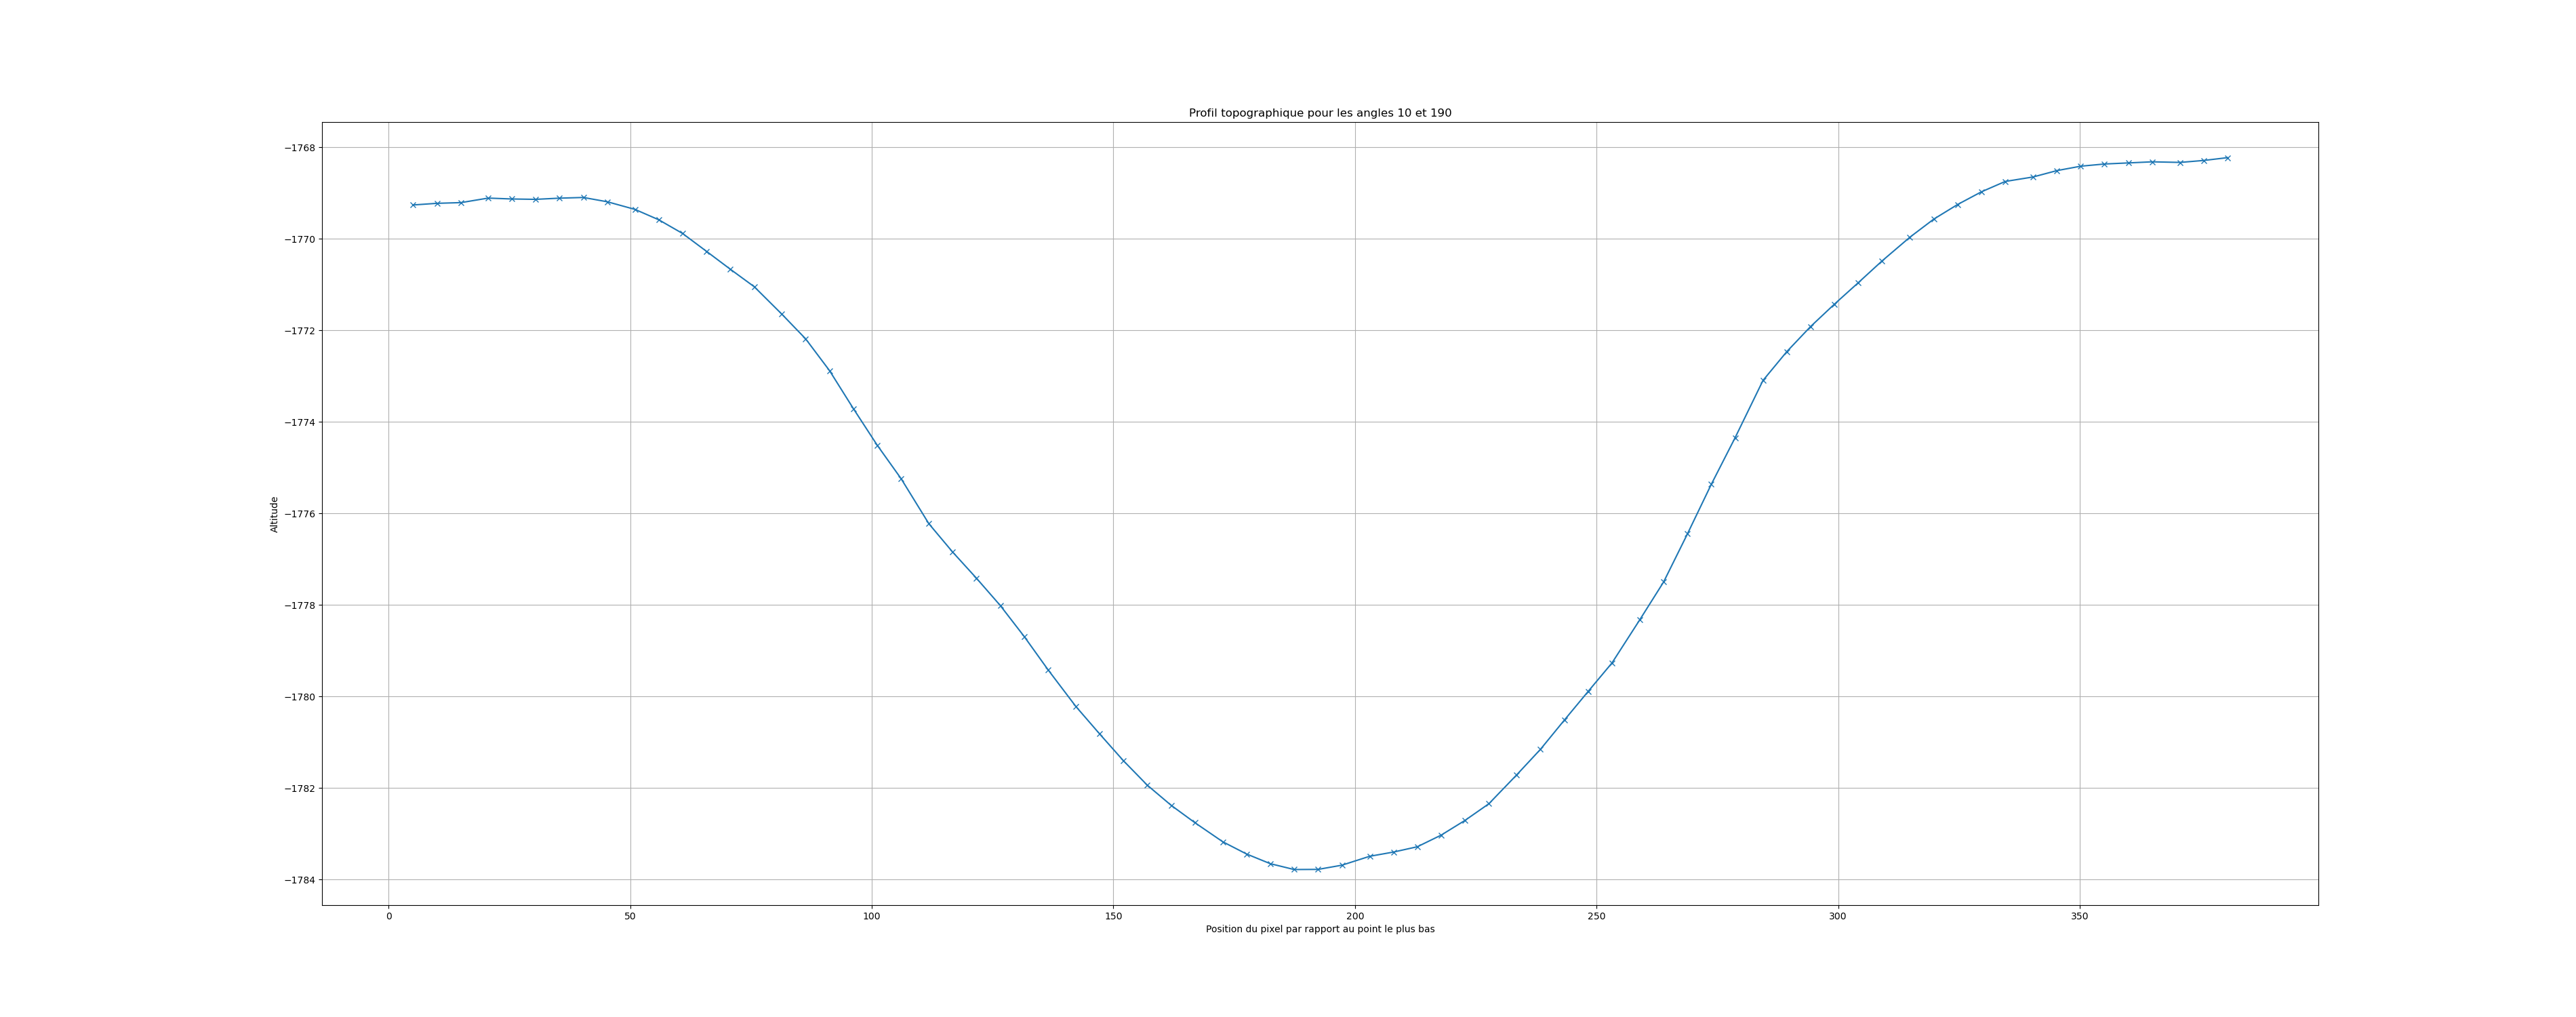 Profil topographique pour les angles 10 et 190
−1768
−1770
−1772
−1774
−1776
−1778
−1780
−1782
−1784
Altitude
0 50 100 150 200 250 300 350
Position du pixel par rapport au point le plus bas